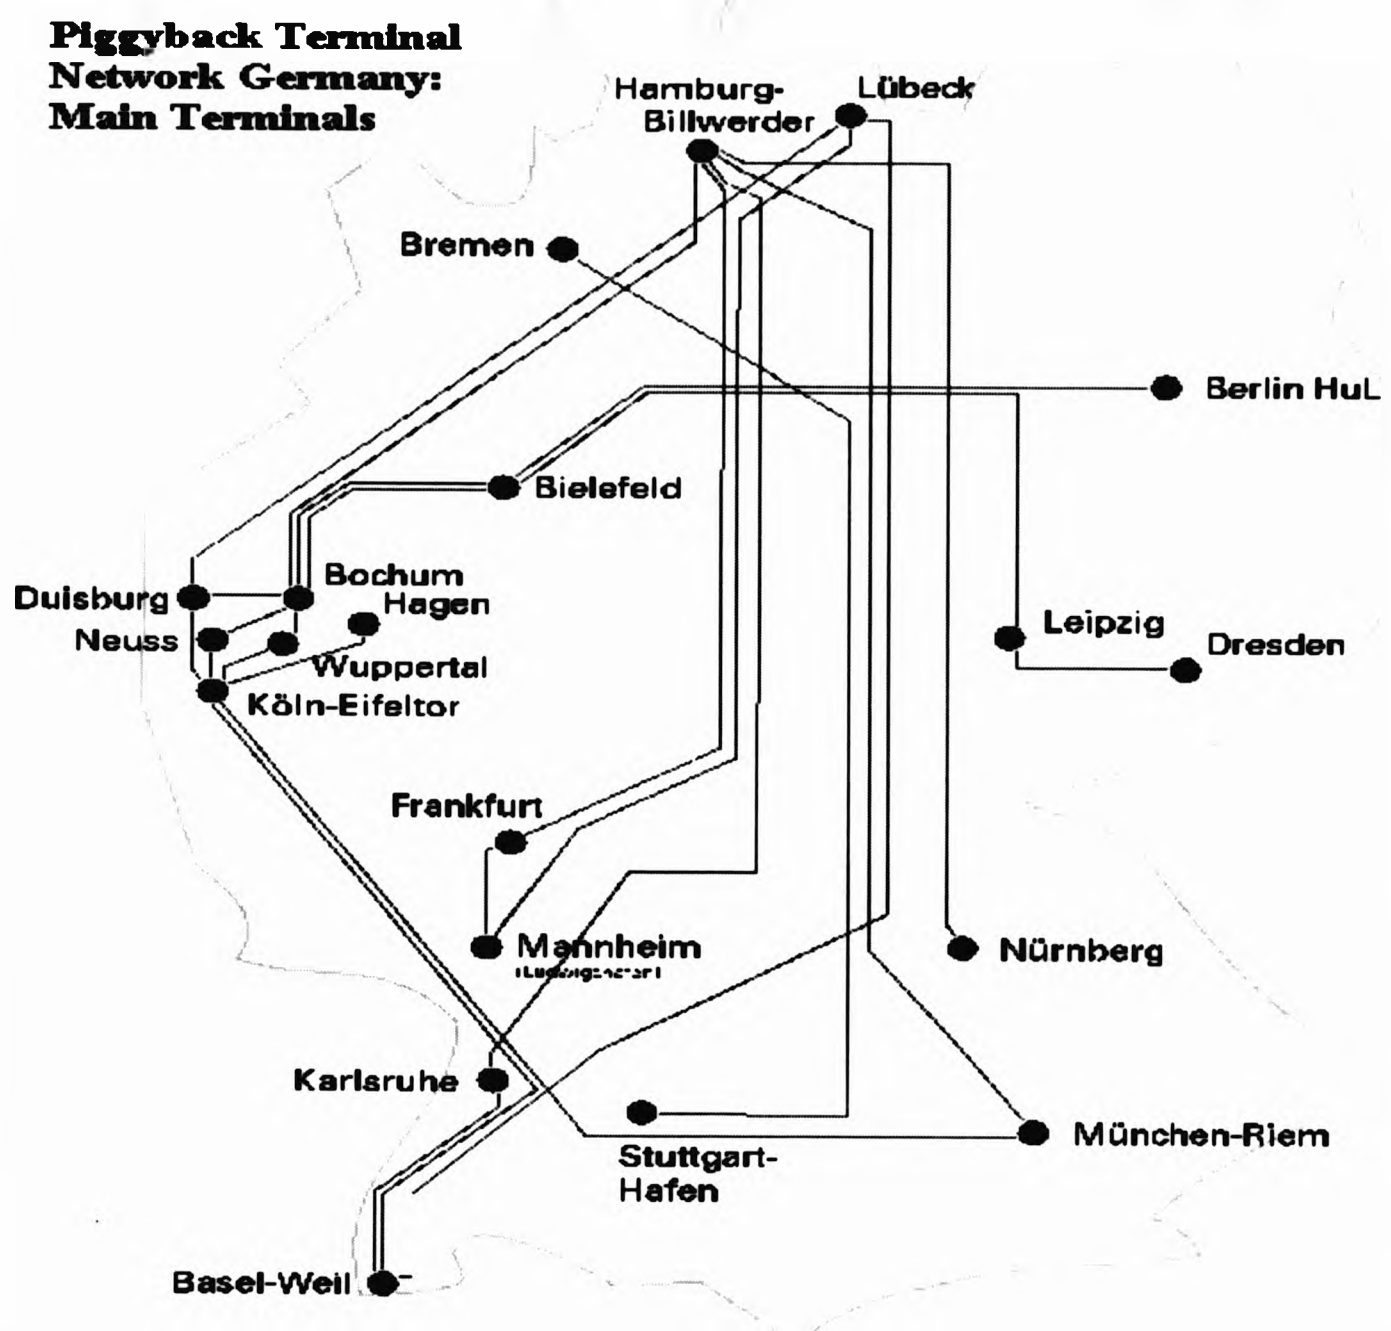 Piggyback Terminal
Network Germany:
Main Terminals
Hamburg-
Billwerder
Lübeck
Bremen
Berlin HuL
Bielefeld
Duisburg
Bochum
Hagen
Neuss
Wuppertal
Köln-Eifeltor
Leipzig
Dresden
Frankfurt
Mannheim
Nürnberg
Karlsruhe
Stuttgart-
Hafen
München-Riem
Basel-Weil